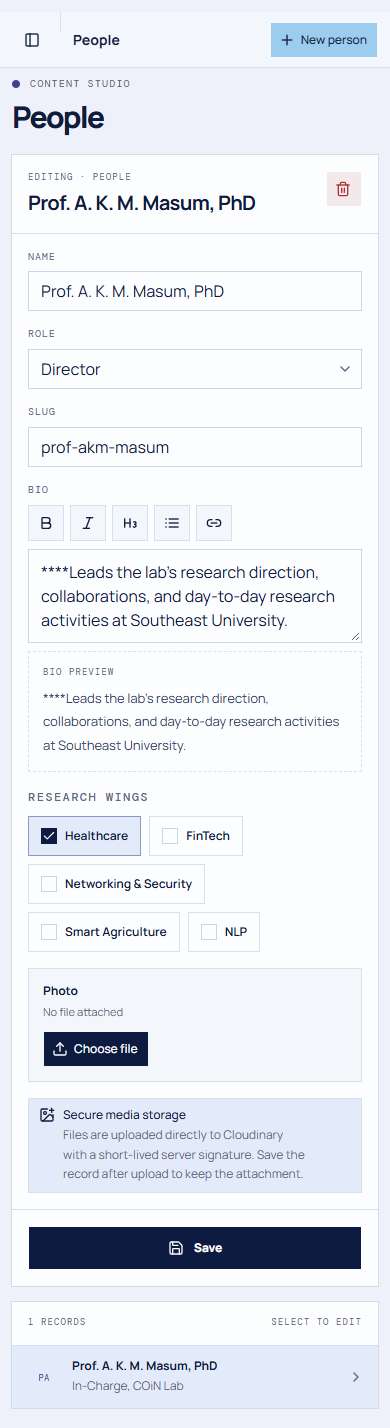 People
New person
CONTENT STUDIO
People
EDITING · PEOPLE
Prof. A. K. M. Masum, PhD
NAME
Prof. A. K. M. Masum, PhD
ROLE
Director
SLUG
prof-akm-masum
BIO
B I H3
****Leads the lab's research direction,
collaborations, and day-to-day research
activities at Southeast University.
BIO PREVIEW
****Leads the lab's research direction,
collaborations, and day-to-day research activities
at Southeast University.
RESEARCH WINGS
Healthcare FinTech
Networking & Security
Smart Agriculture NLP
Photo
No file attached
Choose file
Secure media storage
Files are uploaded directly to Cloudinary
with a short-lived server signature. Save the
record after upload to keep the attachment.
Save
1 RECORDS SELECT TO EDIT
PA
Prof. A. K. M. Masum, PhD
In-Charge, COiN Lab